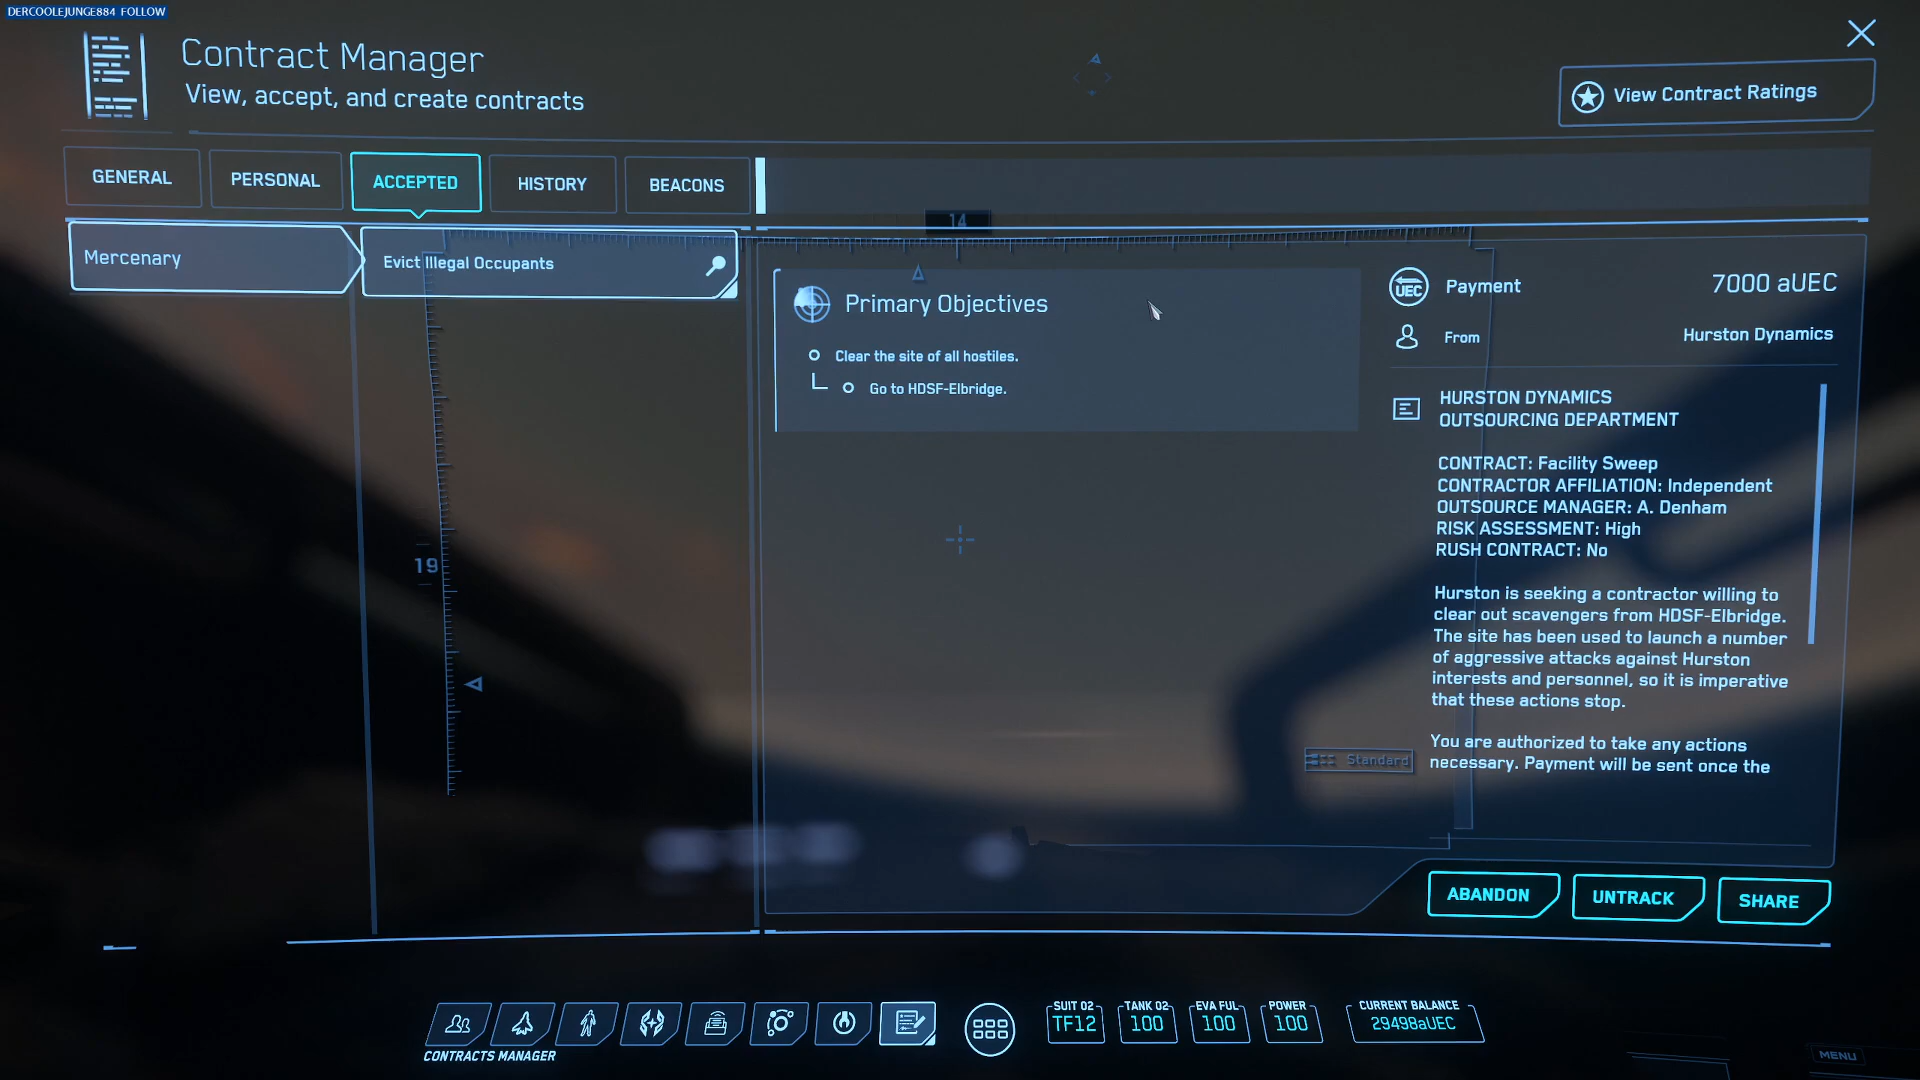 DERCOOLEJUNGE884 FOLLOW
Contract Manager
View, accept, and create contracts
View Contract Ratings
GENERAL
PERSONAL
ACCEPTED
HISTORY
BEACONS
14
Mercenary
Evict Illegal Occupants
Primary Objectives
Clear the site of all hostiles.
Go to HDSF-Elbridge.
UEC
Payment
7000 aUEC
From
Hurston Dynamics
HURSTON DYNAMICS
OUTSOURCING DEPARTMENT
CONTRACT: Facility Sweep
CONTRACTOR AFFILIATION: Independent
OUTSOURCE MANAGER: A. Denham
RISK ASSESSMENT: High
RUSH CONTRACT: No
Hurston is seeking a contractor willing to
clear out scavengers from HDSF-Elbridge.
The site has been used to launch a number
of aggressive attacks against Hurston
interests and personnel, so it is imperative
that these actions stop.
You are authorized to take any actions
necessary. Payment will be sent once the
19
Standard
ABANDON
UNTRACK
SHARE
CONTRACTS MANAGER
SUIT 02
TF12
TANK 02
100
EVA FUL
100
POWER
100
CURRENT BALANCE
29498aUEC
MENU